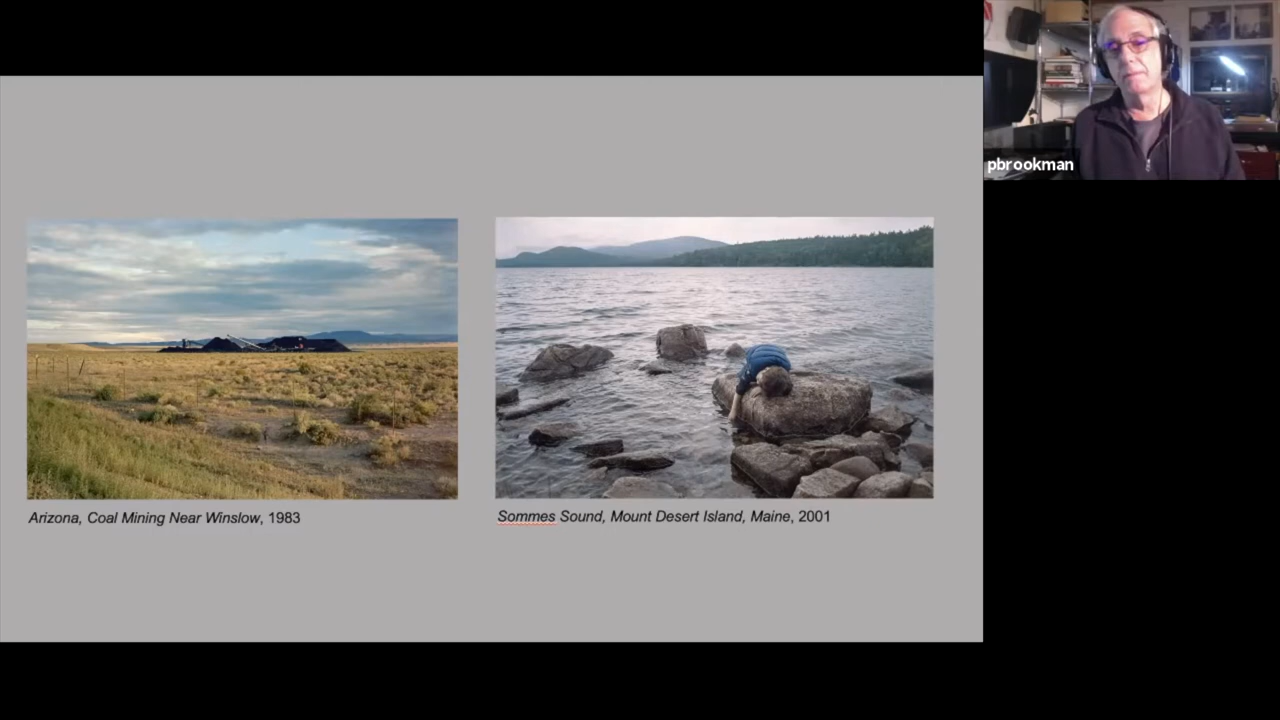 pbrookman
Arizona, Coal Mining Near Winslow, 1983
Sommes Sound, Mount Desert Island, Maine, 2001